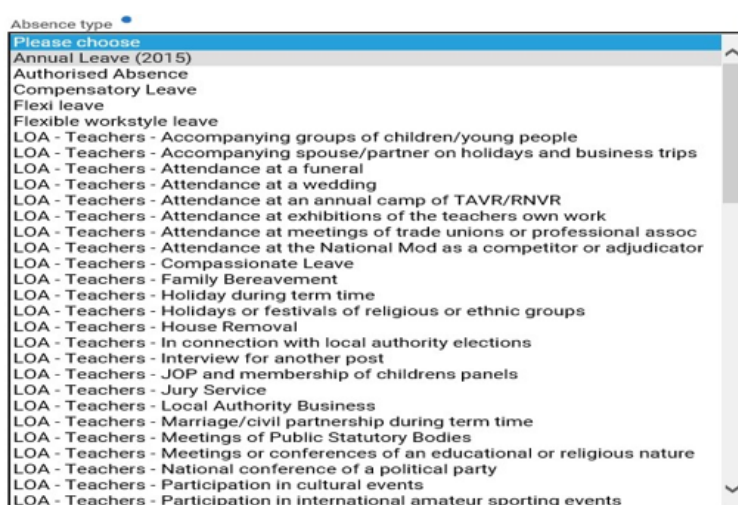 Absence type
Please choose
Annual Leave (2015)
Authorised Absence
Compensatory Leave
Flexi leave
Flexible workstyle leave
LOA - Teachers - Accompanying groups of children/young people
LOA - Teachers - Accompanying spouse/partner on holidays and business trips
LOA - Teachers - Attendance at a funeral
LOA - Teachers - Attendance at a wedding
LOA - Teachers - Attendance at an annual camp of TAVR/RNVR
LOA - Teachers - Attendance at exhibitions of the teachers own work
LOA - Teachers - Attendance at meetings of trade unions or professional assoc
LOA - Teachers - Attendance at the National Mod as a competitor or adjudicator
LOA - Teachers - Compassionate Leave
LOA - Teachers - Family Bereavement
LOA - Teachers - Holiday during term time
LOA - Teachers - Holidays or festivals of religious or ethnic groups
LOA - Teachers - House Removal
LOA - Teachers - In connection with local authority elections
LOA - Teachers - Interview for another post
LOA - Teachers - JOP and membership of childrens panels
LOA - Teachers - Jury Service
LOA - Teachers - Local Authority Business
LOA - Teachers - Marriage/civil partnership during term time
LOA - Teachers - Meetings of Public Statutory Bodies
LOA - Teachers - Meetings or conferences of an educational or religious nature
LOA - Teachers - National conference of a political party
LOA - Teachers - Participation in cultural events
LOA - Teachers - Participation in international amateur sporting events